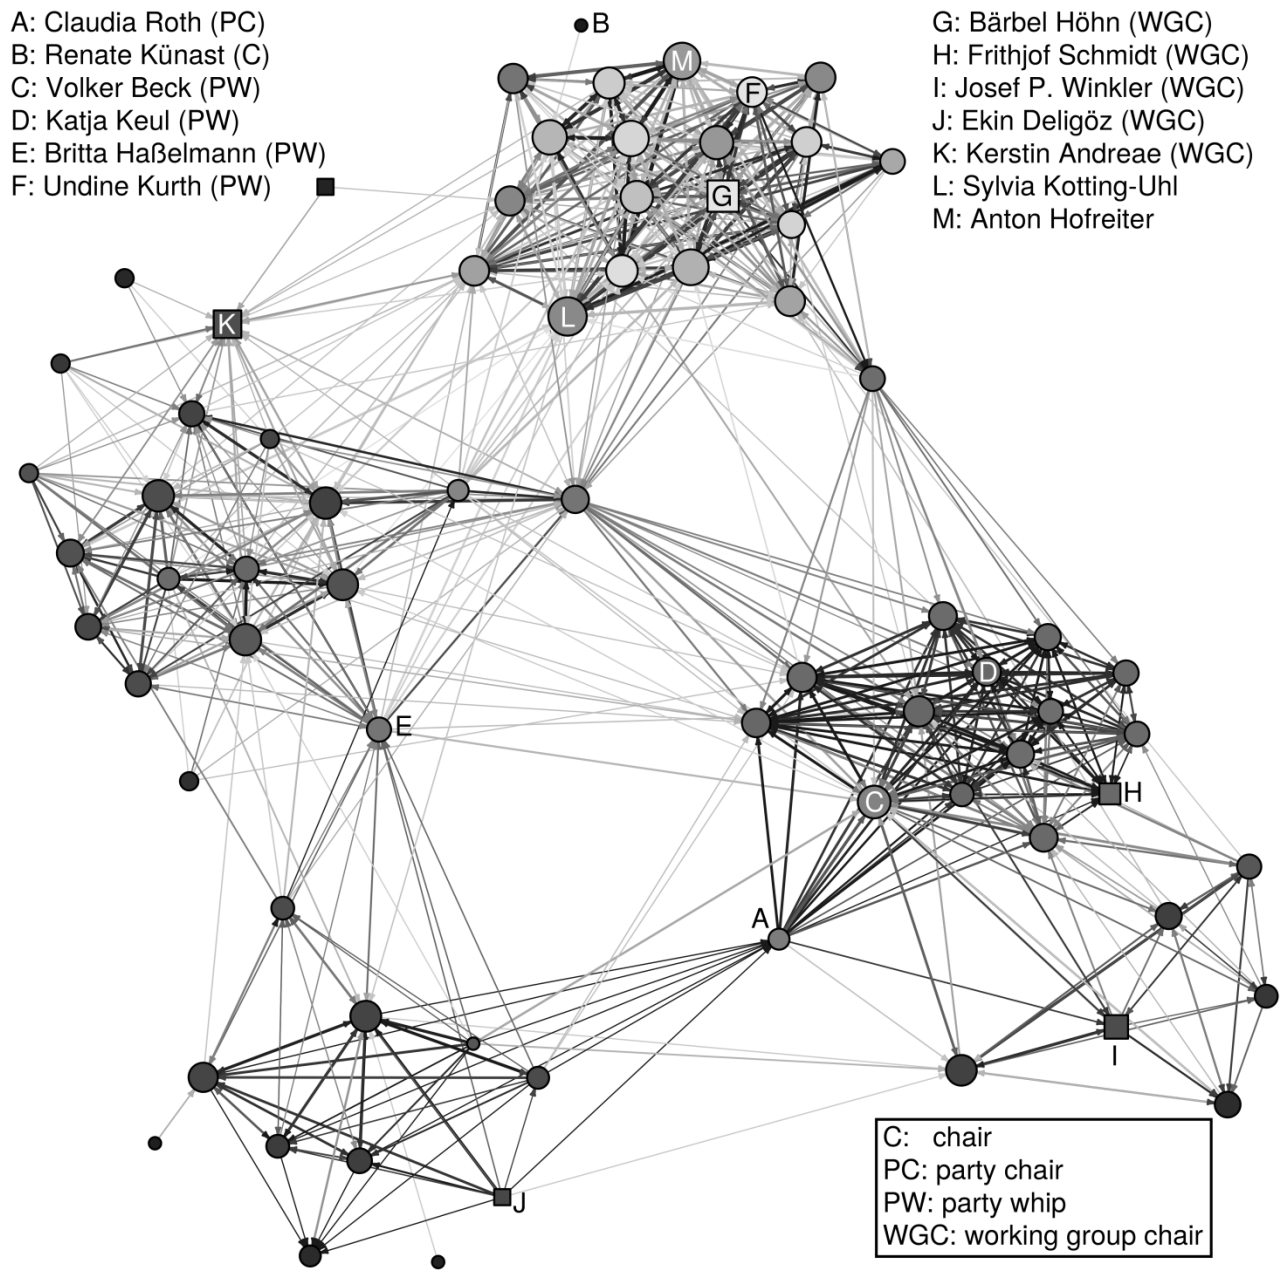 A: Claudia Roth (PC)
B: Renate Künast (C)
C: Volker Beck (PW)
D: Katja Keul (PW)
E: Britta Haßelmann (PW)
F: Undine Kurth (PW)
G: Bärbel Höhn (WGC)
H: Frithjof Schmidt (WGC)
I: Josef P. Winkler (WGC)
J: Ekin Deligöz (WGC)
K: Kerstin Andreae (WGC)
L: Sylvia Kotting-Uhl
M: Anton Hofreiter
B
M
F
G
L
K
E
D
C
H
A
I
J
C: chair
PC: party chair
PW: party whip
WGC: working group chair